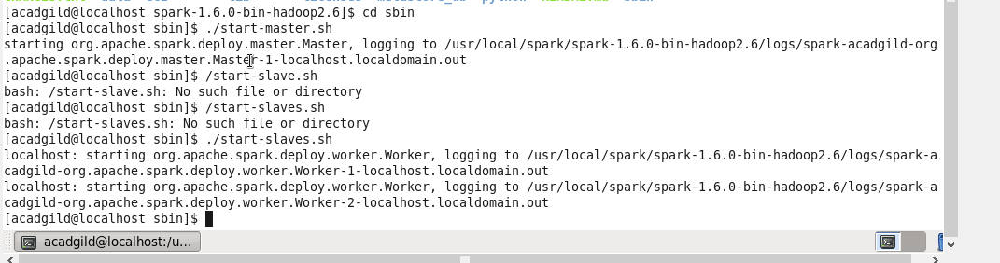 [acadgild@localhost spark-1.6.0-bin-hadoop2.6]$ cd sbin
[acadgild@localhost sbin]$ ./start-master.sh
starting org.apache.spark.deploy.master.Master, logging to /usr/local/spark/spark-1.6.0-bin-hadoop2.6/logs/spark-acadgild-org
.apache.spark.deploy.master.Master-1-localhost.localdomain.out
[acadgild@localhost sbin]$ /start-slave.sh
bash: /start-slave.sh: No such file or directory
[acadgild@localhost sbin]$ /start-slaves.sh
bash: /start-slaves.sh: No such file or directory
[acadgild@localhost sbin]$ ./start-slaves.sh
localhost: starting org.apache.spark.deploy.worker.Worker, logging to /usr/local/spark/spark-1.6.0-bin-hadoop2.6/logs/spark-a
cadgild-org.apache.spark.deploy.worker.Worker-1-localhost.localdomain.out
localhost: starting org.apache.spark.deploy.worker.Worker, logging to /usr/local/spark/spark-1.6.0-bin-hadoop2.6/logs/spark-a
cadgild-org.apache.spark.deploy.worker.Worker-2-localhost.localdomain.out
[acadgild@localhost sbin]$
acadgild@localhost:/u...